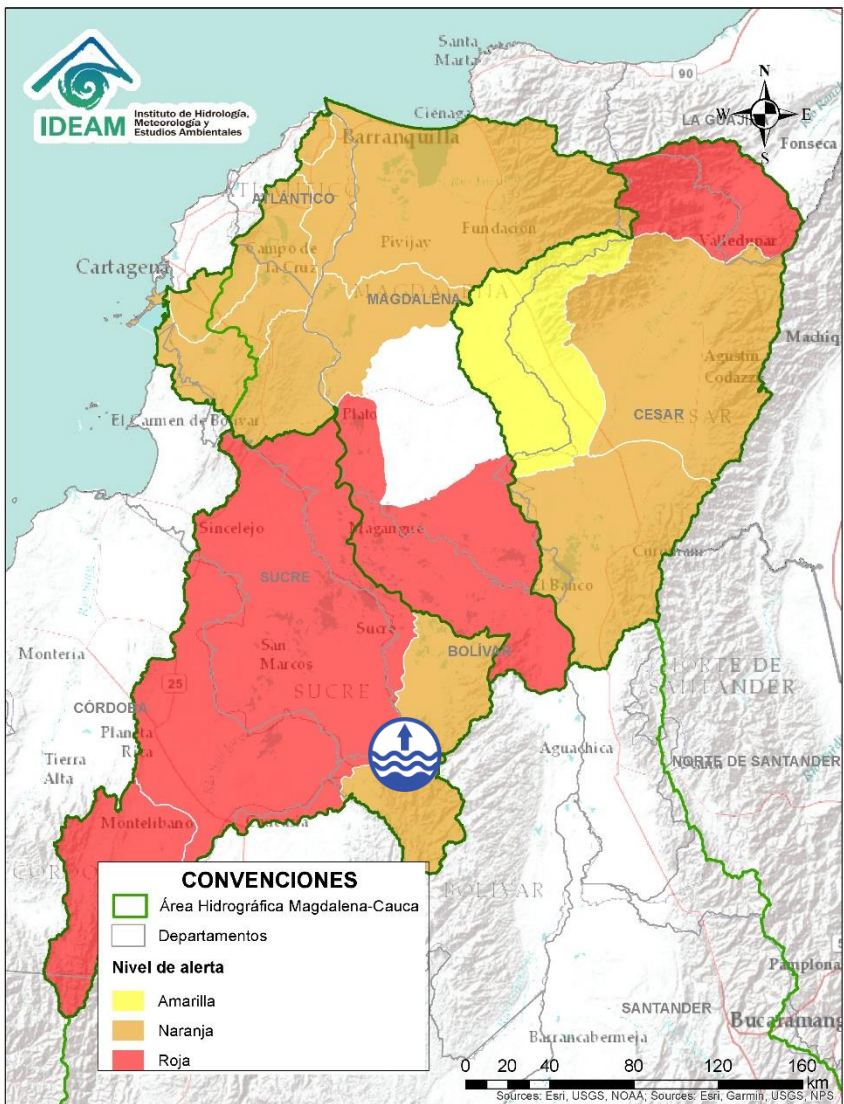 IDEAM
Instituto de Hidrología,
Meteorología y
Estudios Ambientales
N
W
E
S
Santa
Marta
90
Ciénaga
LA GUAJIRA
Fonseca
Barranquilla
ATLÁNTICO
Valledupar
Cartagena
Campo de
la Cruz
Pivijay
Fundación
MAGDALENA
Agustín
Codazzi
CESAR
CESAR
El Carmen de Bolívar
Plato
Sincelejo
Magangué
SUCRE
El Banco
Sucre
BOLÍVAR
San
Marcos
SUCRE
Montería
25
CÓRDOBA
Planeta
Rica
Tierra
Alta
NORTE DE
SANTANDER
Aguachica
NORTE DE SANTANDER
Montelíbano
BOLÍVAR
Pamplona
SANTANDER
Bucaramanga
Barrancabermeja
CONVENCIONES
Área Hidrográfica Magdalena-Cauca
Departamentos
Nivel de alerta
Amarilla
Naranja
Roja
0 20 40 80 120 160
km
Sources: Esri, USGS, NOAA; Sources: Esri, Garmin, USGS, NPS